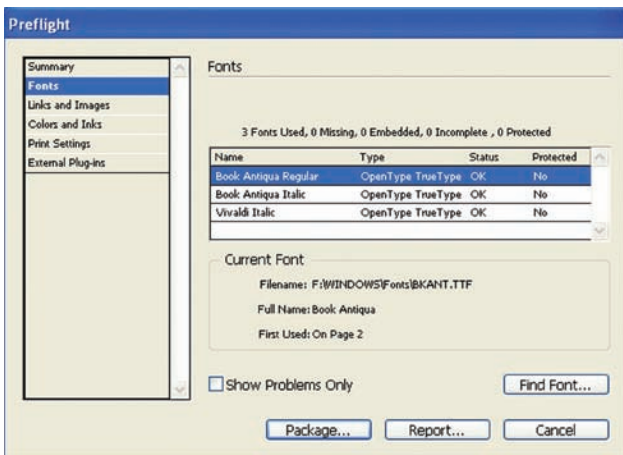 Preflight
Summary
Fonts
Links and Images
Colors and Inks
Print Settings
External Plug-ins
Fonts
3 Fonts Used, 0 Missing, 0 Embedded, 0 Incomplete , 0 Protected
Name Type Status Protected
Book Antiqua Regular OpenType TrueType OK No
Book Antiqua Italic OpenType TrueType OK No
Vivaldi Italic OpenType TrueType OK No
Current Font
Filename: F:\WINDOWS\Fonts\BKANT.TTF
Full Name: Book Antiqua
First Used: On Page 2
Show Problems Only
Find Font...
Package... Report... Cancel